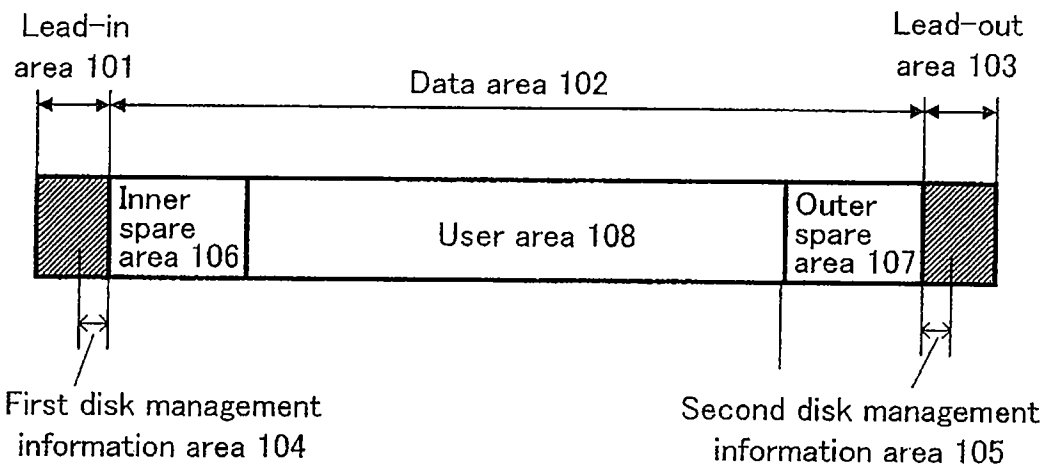 Lead-in
area 101
Data area 102
Lead-out
area 103
Inner
spare
area 106
User area 108
Outer
spare
area 107
First disk management
information area 104
Second disk management
information area 105